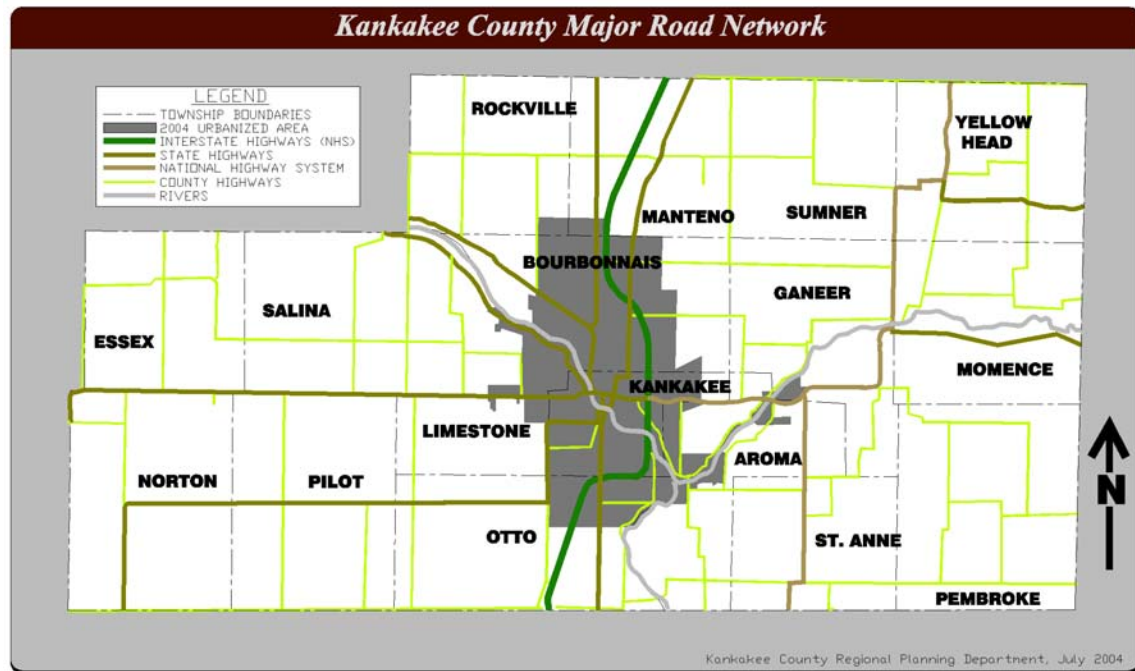 Kankakee County Major Road Network
LEGEND
TOWNSHIP BOUNDARIES
2004 URBANIZED AREA
INTERSTATE HIGHWAYS (NHS)
STATE HIGHWAYS
NATIONAL HIGHWAY SYSTEM
COUNTY HIGHWAYS
RIVERS
ROCKVILLE
YELLOW
HEAD
MANTENO
SUMNER
BOURBONNAIS
GANEER
SALINA
ESSEX
MOMENCE
KANKAKEE
LIMESTONE
AROMA
NORTON
PILOT
N
OTTO
ST. ANNE
PEMBROKE
Kankakee County Regional Planning Department, July 2004